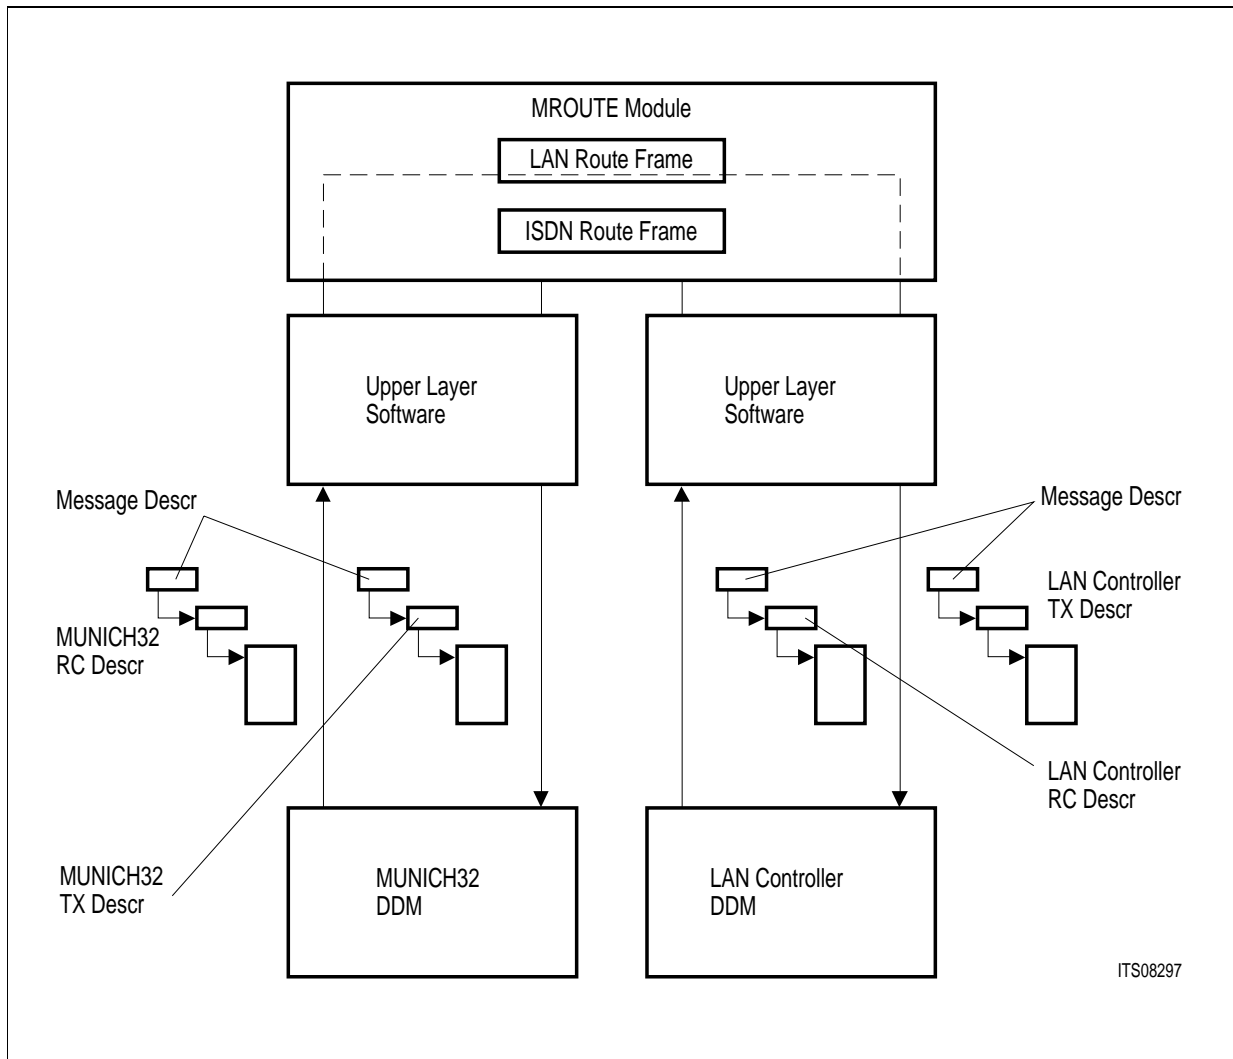 MROUTE Module
LAN Route Frame
ISDN Route Frame
Upper Layer
Software
Upper Layer
Software
Message Descr
Message Descr
LAN Controller
TX Descr
MUNICH32
RC Descr
LAN Controller
RC Descr
MUNICH32
TX Descr
MUNICH32
DDM
LAN Controller
DDM
ITS08297